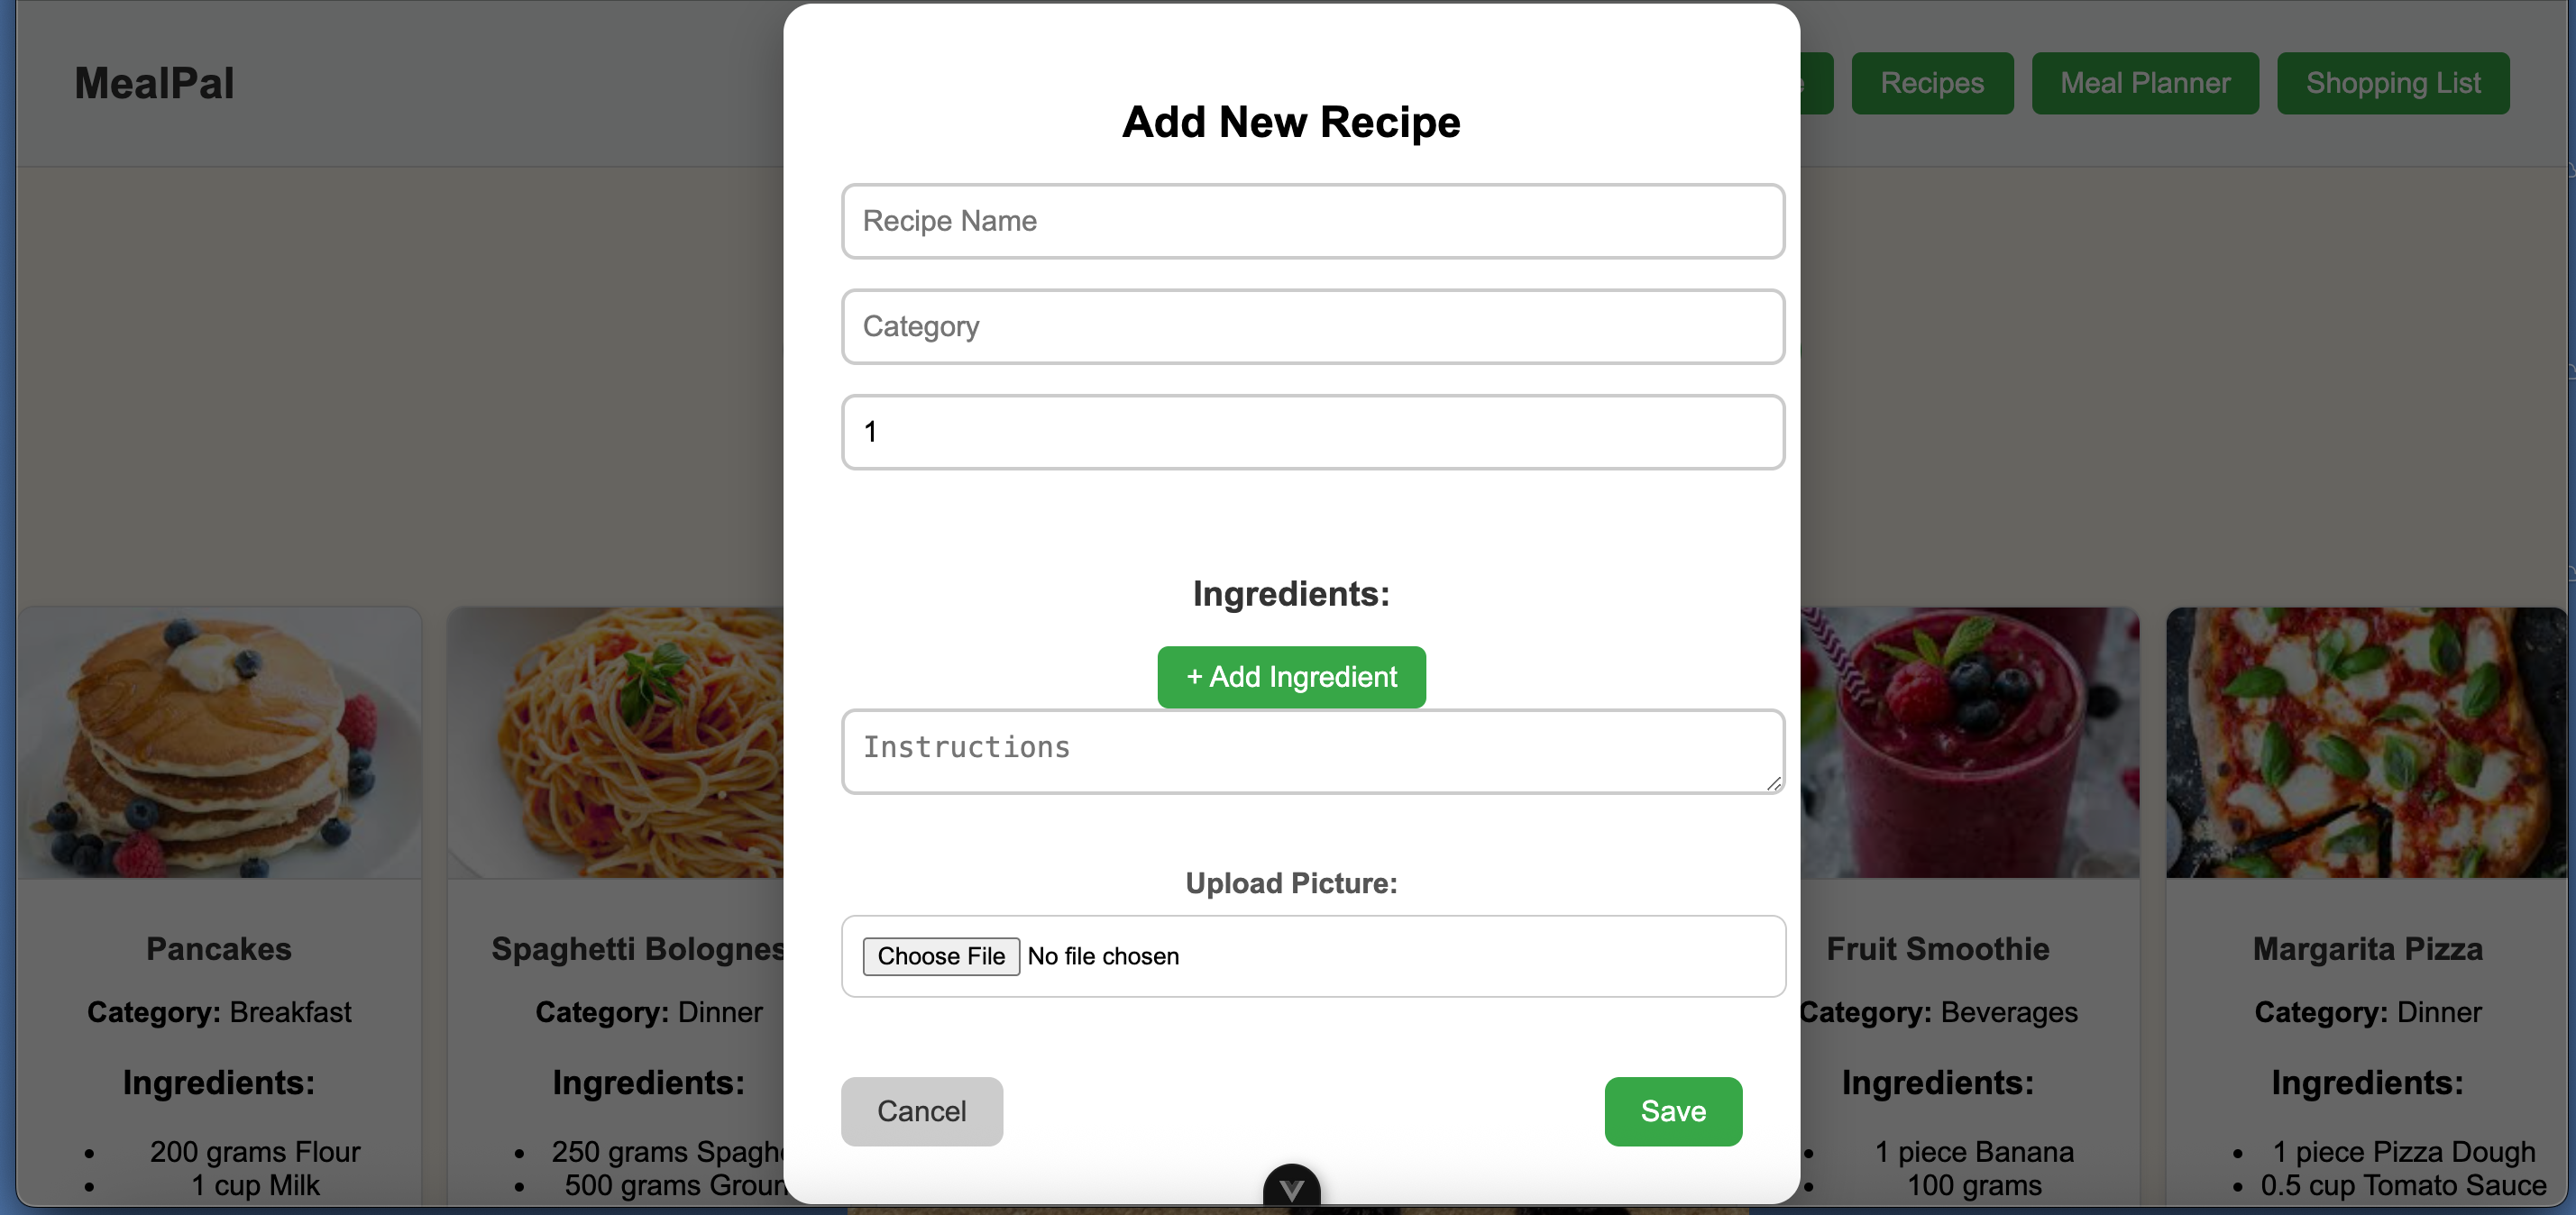 MealPal
Recipes
Meal Planner
Shopping List
Add New Recipe
Recipe Name
Category
1
Ingredients:
+ Add Ingredient
Instructions
Upload Picture:
Choose File No file chosen
Cancel
Save
Pancakes
Category: Breakfast
Ingredients:
• 200 grams Flour
• 1 cup Milk
Spaghetti Bolognes
Category: Dinner
Ingredients:
• 250 grams Spagh
• 500 grams Groun
Fruit Smoothie
Category: Beverages
Ingredients:
• 1 piece Banana
• 100 grams
Margarita Pizza
Category: Dinner
Ingredients:
• 1 piece Pizza Dough
• 0.5 cup Tomato Sauce